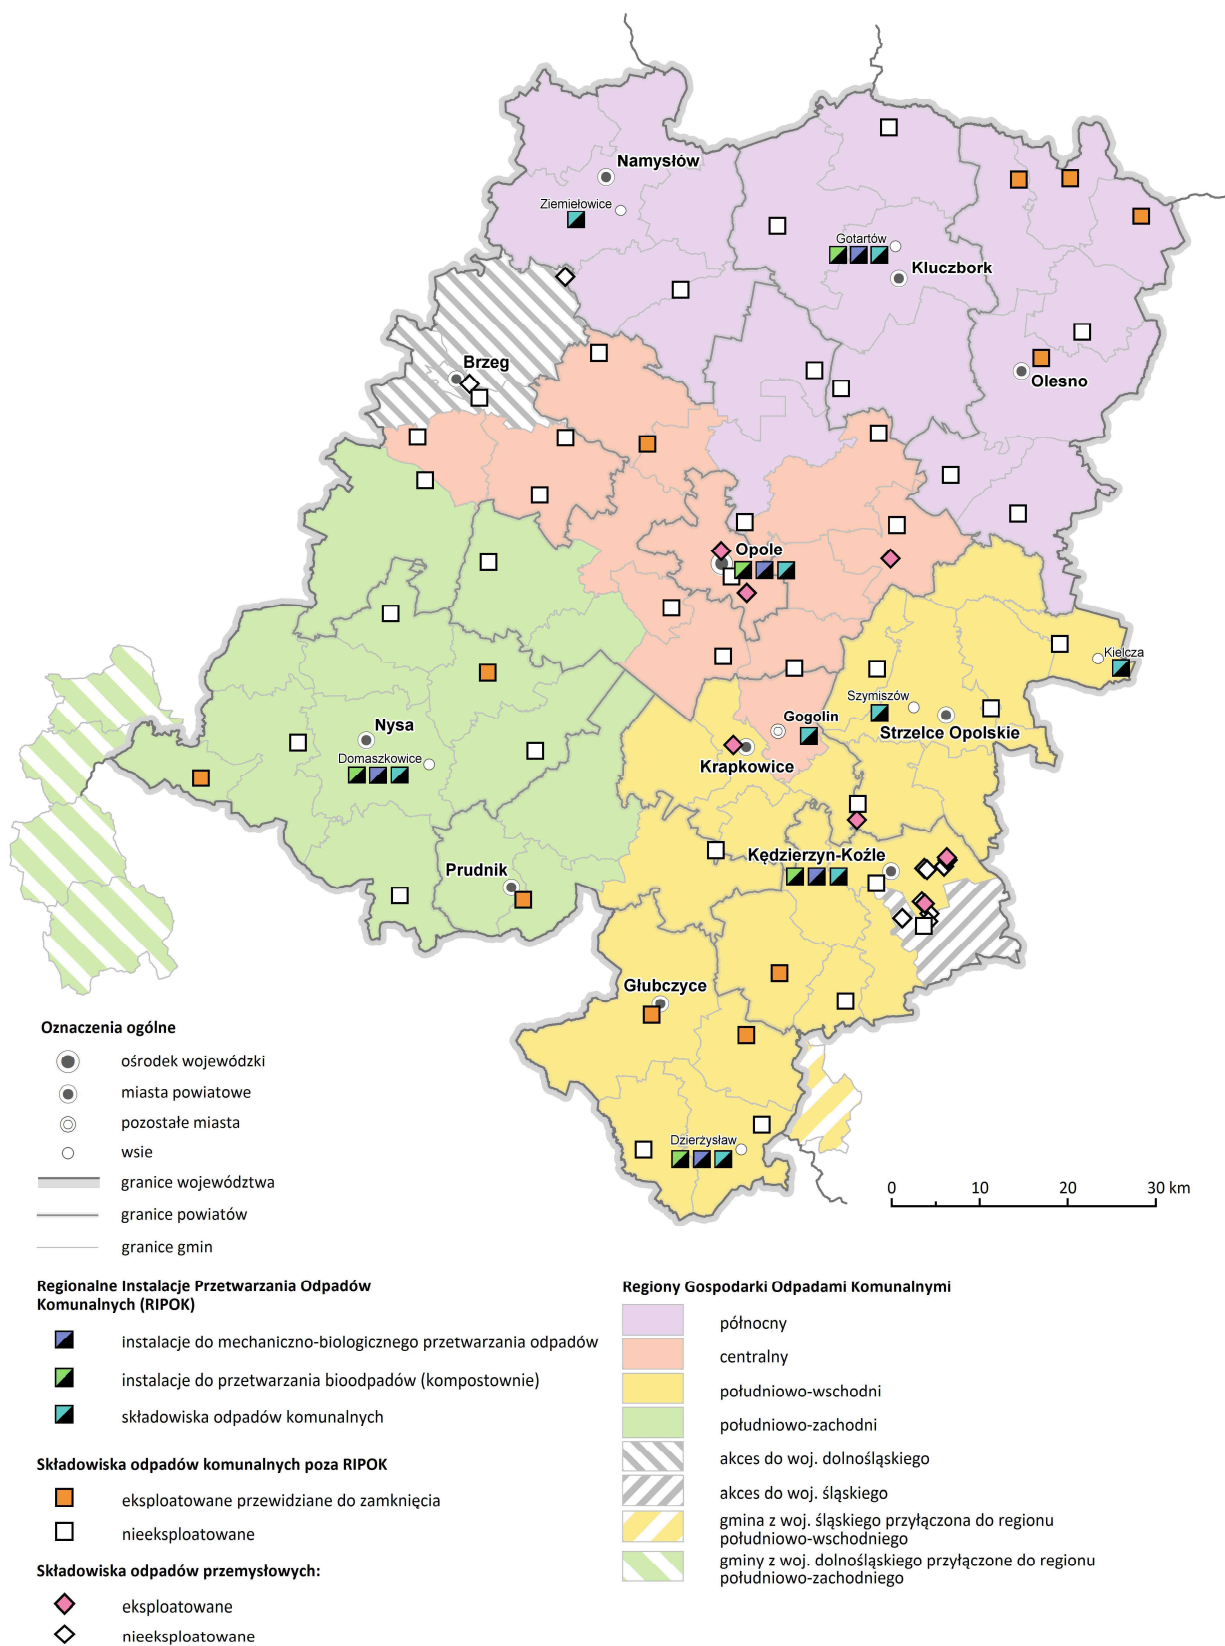 Namysłów
Ziemiełowice
Gotartów
Kluczbork
Brzeg
Olesno
Opole
Kielcza
Szymiszów
Strzelce Opolskie
Gogolin
Nysa
Domaszkowice
Krapkowice
Kędzierzyn-Koźle
Prudnik
Głubczyce
Dzierżysław
0 10 20 30 km
Oznaczenia ogólne
ośrodek wojewódzki
miasta powiatowe
pozostałe miasta
wsie
granice województwa
granice powiatów
granice gmin
Regionalne Instalacje Przetwarzania Odpadów
Komunalnych (RIPOK)
instalacje do mechaniczno-biologicznego przetwarzania odpadów
instalacje do przetwarzania bioodpadów (kompostownie)
składowiska odpadów komunalnych
Składowiska odpadów komunalnych poza RIPOK
eksploatowane przewidziane do zamknięcia
nieeksploatowane
Składowiska odpadów przemysłowych:
eksploatowane
nieeksploatowane
Regiony Gospodarki Odpadami Komunalnymi
północny
centralny
południowo-wschodni
południowo-zachodni
akces do woj. dolnośląskiego
akces do woj. śląskiego
gmina z woj. śląskiego przyłączona do regionu
południowo-wschodniego
gminy z woj. dolnośląskiego przyłączone do regionu
południowo-zachodniego